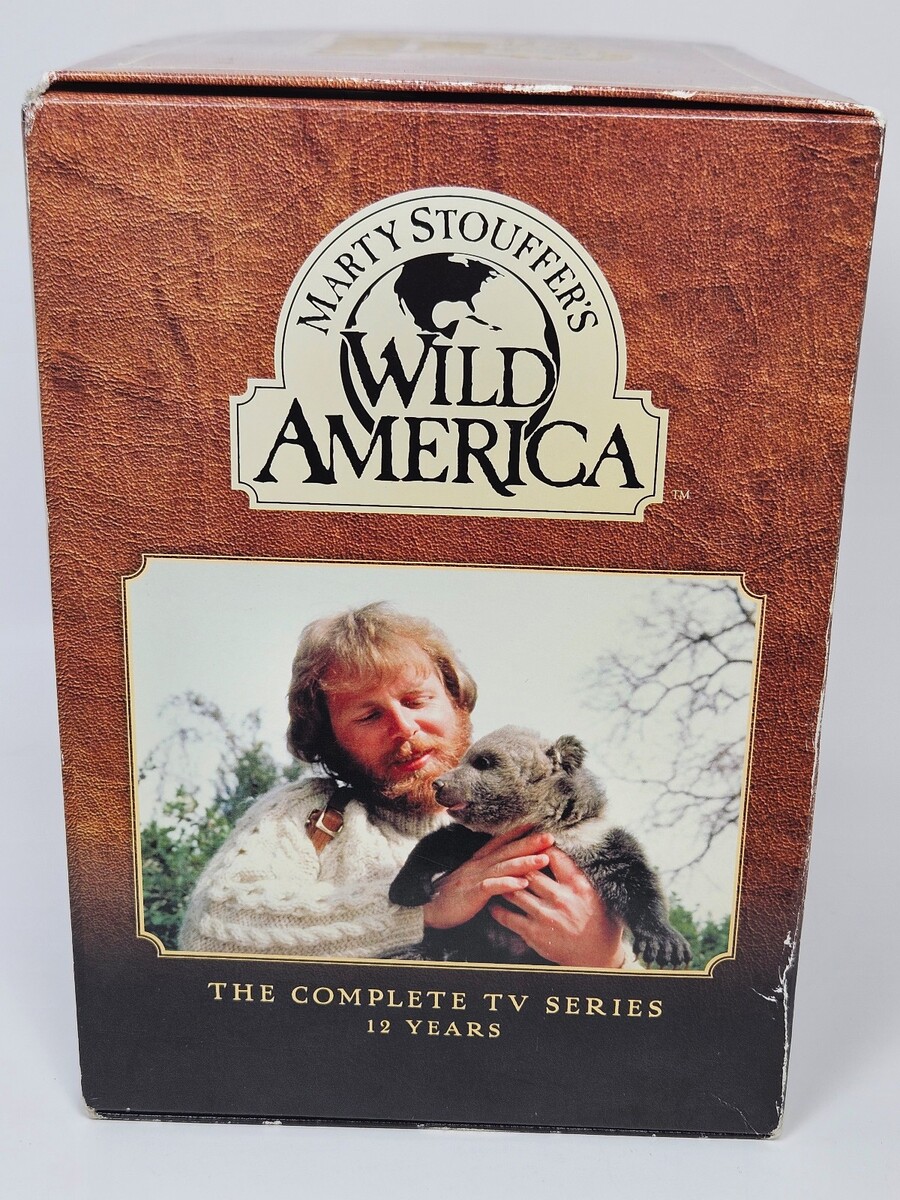 MARTY STOUFFER'S
WILD
AMERICA
TM
THE COMPLETE TV SERIES
12 YEARS